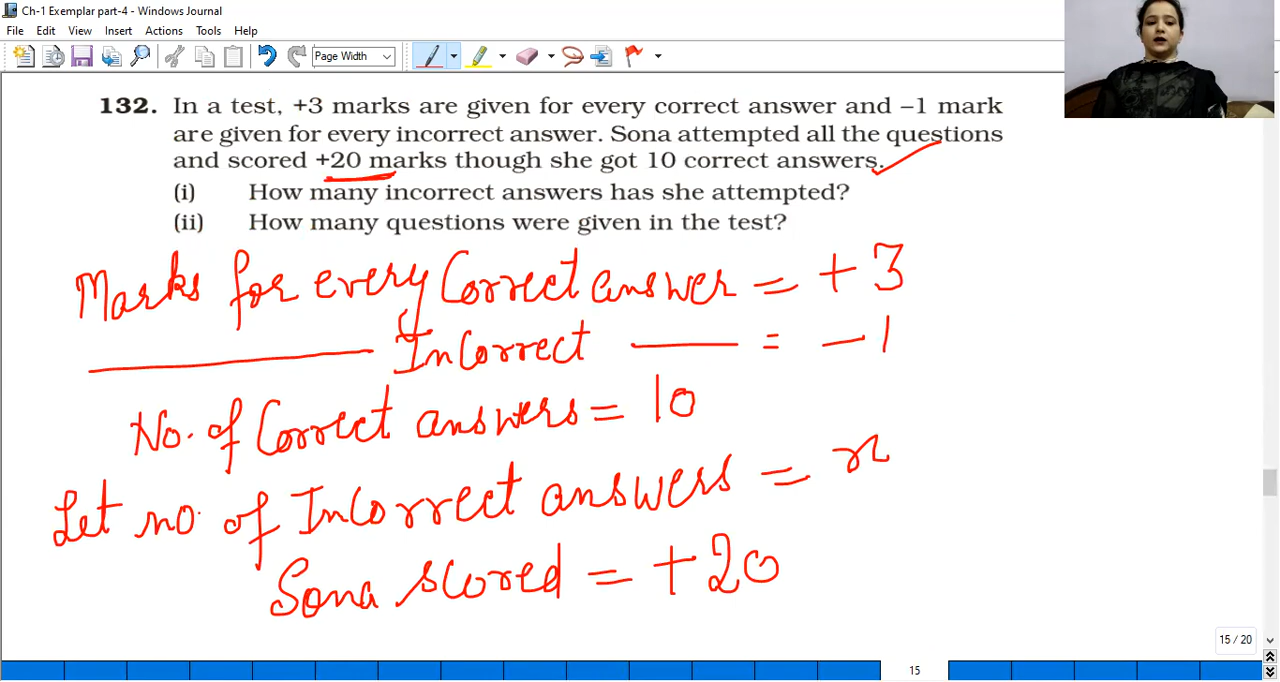 Ch-1 Exemplar part-4 - Windows Journal
File Edit View Insert Actions Tools Help
Page Width
132. In a test, +3 marks are given for every correct answer and –1 mark
are given for every incorrect answer. Sona attempted all the questions
and scored +20 marks though she got 10 correct answers.
(i) How many incorrect answers has she attempted?
(ii) How many questions were given in the test?
Marks for every Correct answer = + 3
Incorrect = - 1
No. of Correct answers = 10
Let no. of Incorrect answers = x
Sona scored = + 20
15 / 20
15